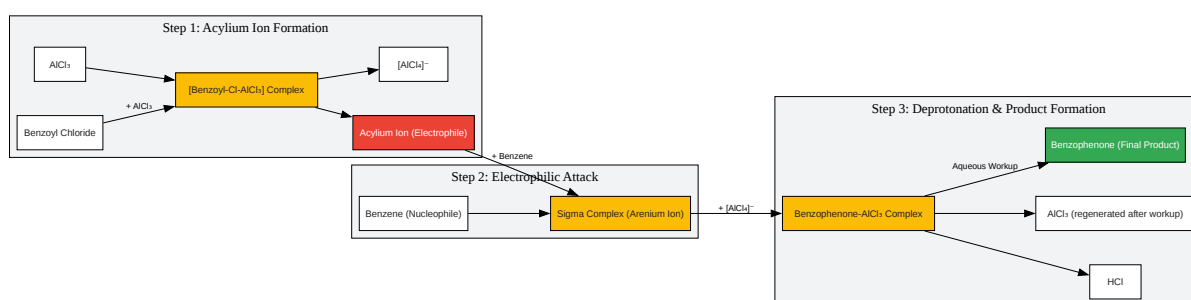 Step 1: Acylium Ion Formation
AlCl₃
[AlCl₄]⁻
[Benzoyl-Cl-AlCl₃] Complex
+ AlCl₃
Benzoyl Chloride
Acylium Ion (Electrophile)
+ Benzene
Step 2: Electrophilic Attack
Benzene (Nucleophile)
Sigma Complex (Arenium Ion)
+ [AlCl₄]⁻
Step 3: Deprotonation & Product Formation
Benzophenone (Final Product)
Aqueous Workup
Benzophenone-AlCl₃ Complex
AlCl₃ (regenerated after workup)
HCl